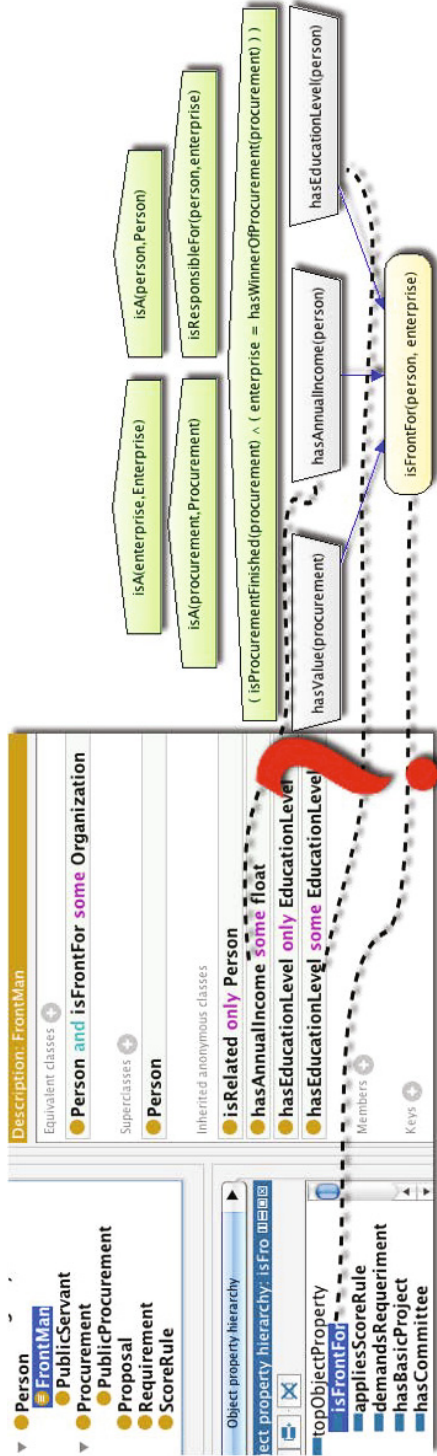 Person
FrontMan
PublicServant
Procurement
PublicProcurement
Proposal
Requirement
ScoreRule
Object property hierarchy
ect property hierarchy: isFro
topObjectProperty
isFrontFor
appliesScoreRule
demandsRequeriment
hasBasicProject
hasCommittee
Description: FrontMan
Equivalent classes
Person and isFrontFor some Organization
Superclasses
Person
Inherited anonymous classes
isRelated only Person
hasAnnualIncome some float
hasEducationLevel only EducationLevel
hasEducationLevel some EducationLevel
Members
Keys
?
isA(enterprise,Enterprise)
isA(person,Person)
isA(procurement,Procurement)
isResponsibleFor(person,enterprise)
( isProcurementFinished(procurement) ∧ ( enterprise = hasWinnerOfProcurement(procurement) ) )
hasValue(procurement)
hasAnnualIncome(person)
hasEducationLevel(person)
isFrontFor(person, enterprise)